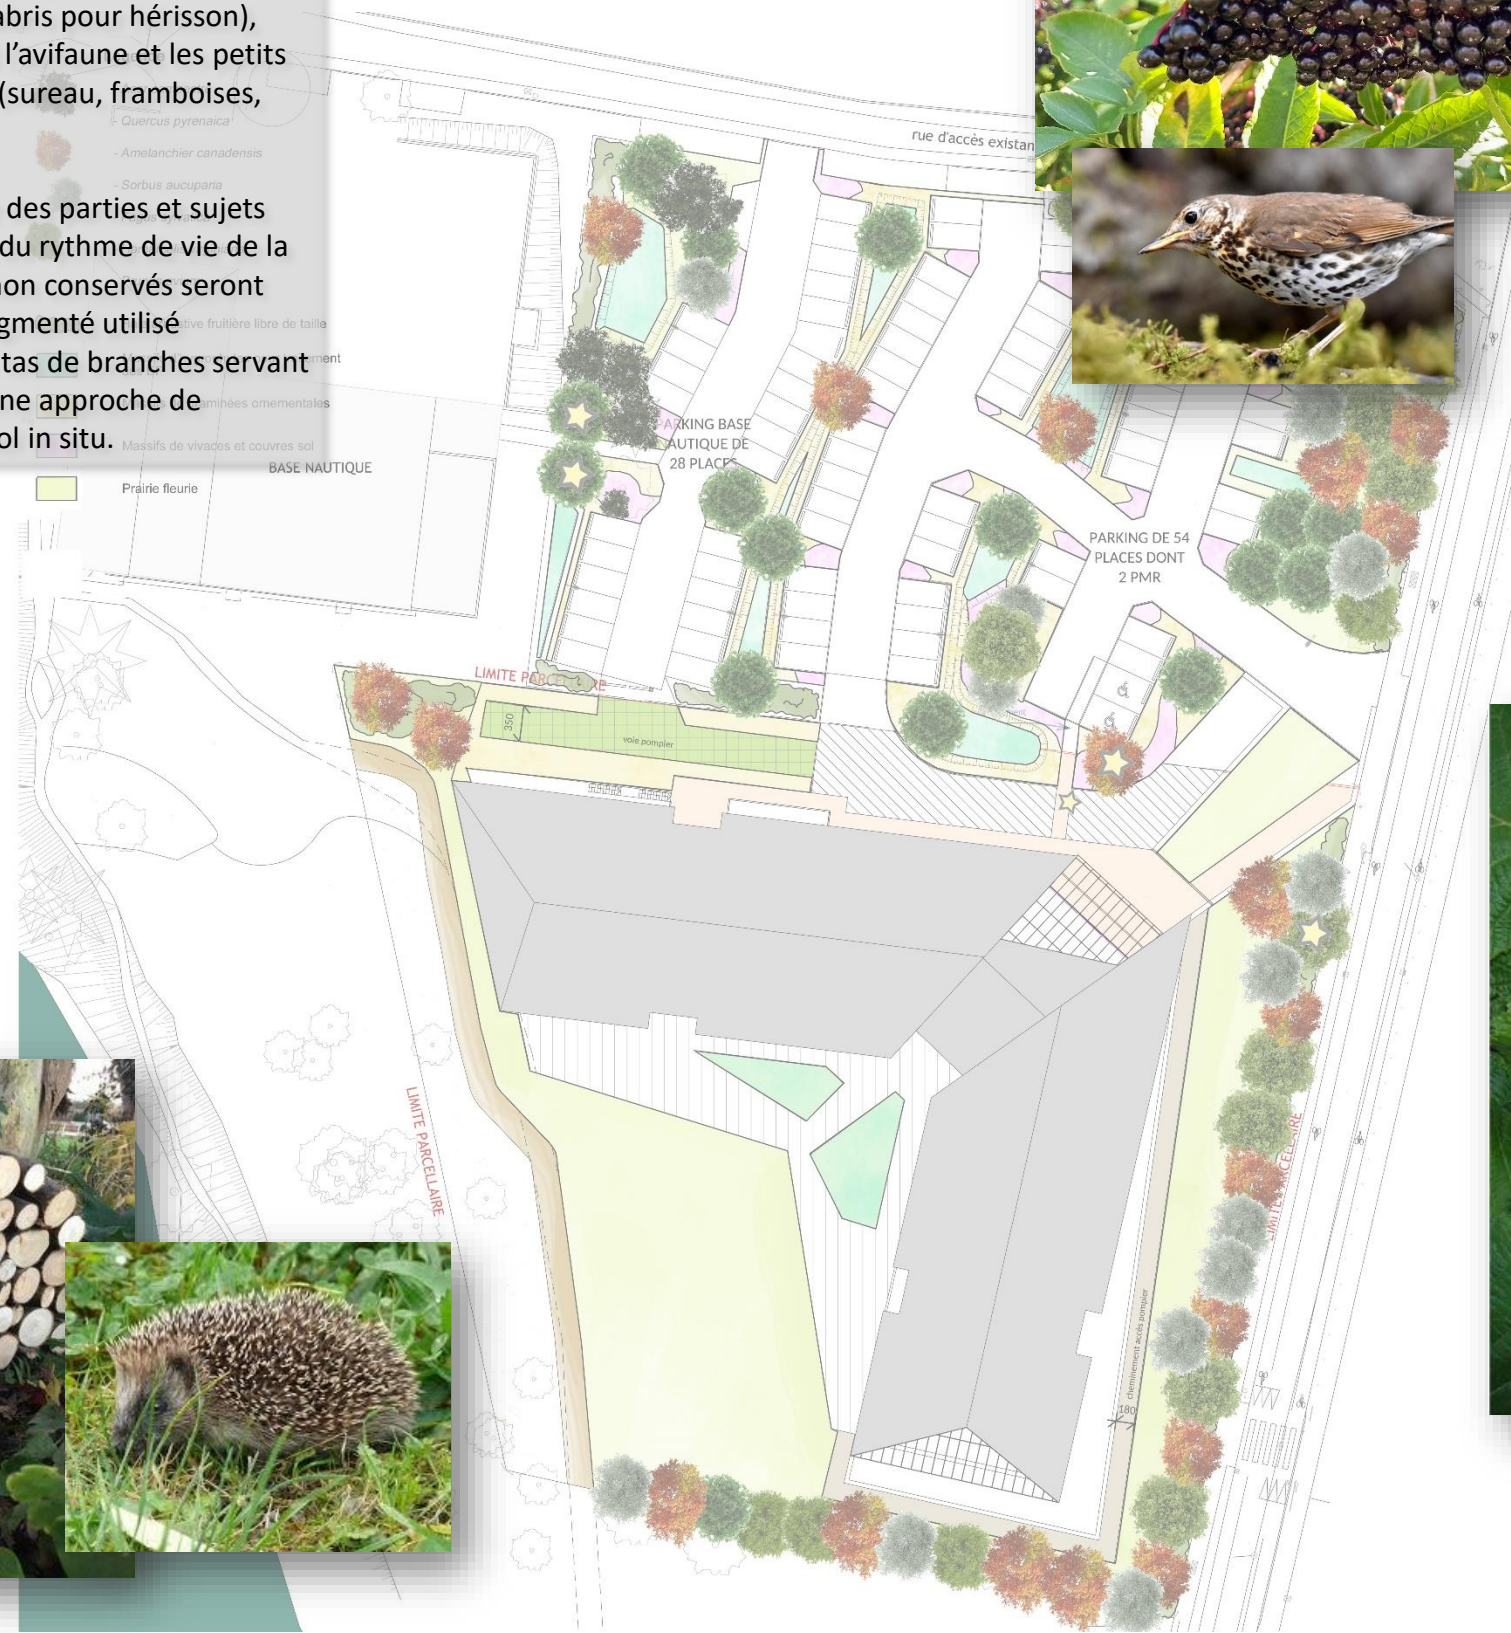 abris pour hérisson),
l’avifaune et les petits
(sureau, framboises,
- Quercus pyrenaica
- Amelanchier canadensis
- Sorbus aucuparia
des parties et sujets
du rythme de vie de la
non conservés seront
gmenté utilisé
tive fruitière libre de taille
tas de branches servant
ne approche de
minées ornementales
ol in situ.
Massifs de vivaces et couvres sol
BASE NAUTIQUE
Prairie fleurie
rue d'accès existan
PARKING BASE
AUTIQUE DE
28 PLACES
PARKING DE 54
PLACES DONT
2 PMR
LIMITE PARCELLAIRE
350
voie pompier
LIMITE PARCELLAIRE
LIMITE PARCELLAIRE
cheminement accès pompier
180